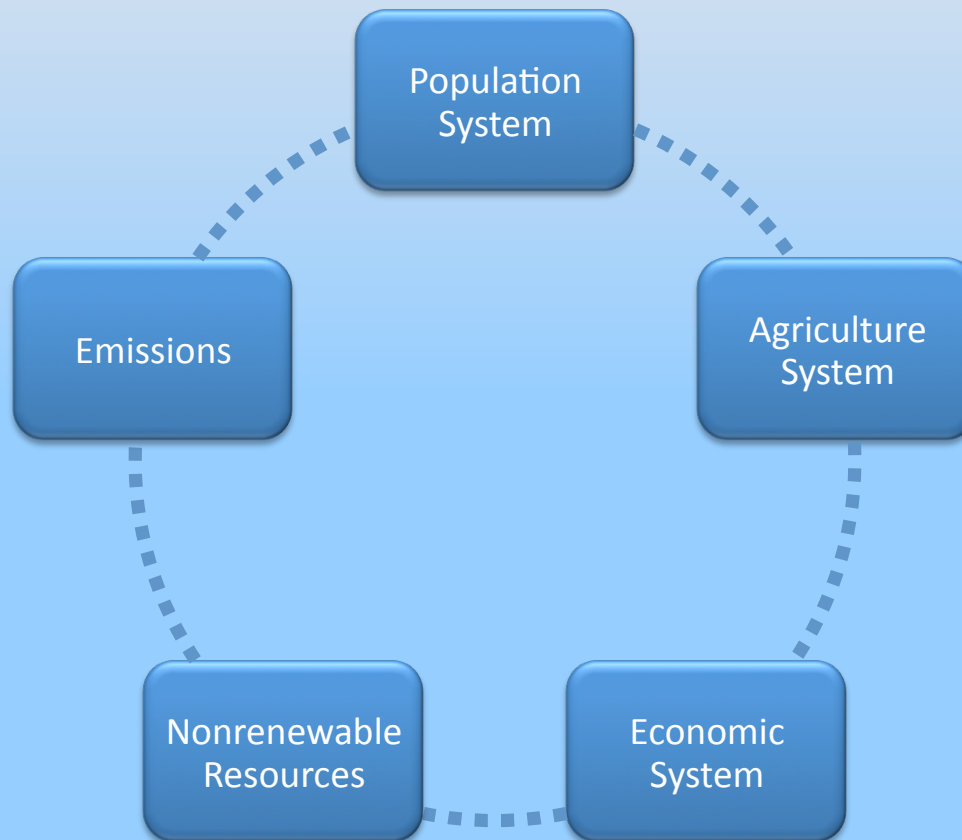 Population
System
Emissions
Agriculture
System
Nonrenewable
Resources
Economic
System